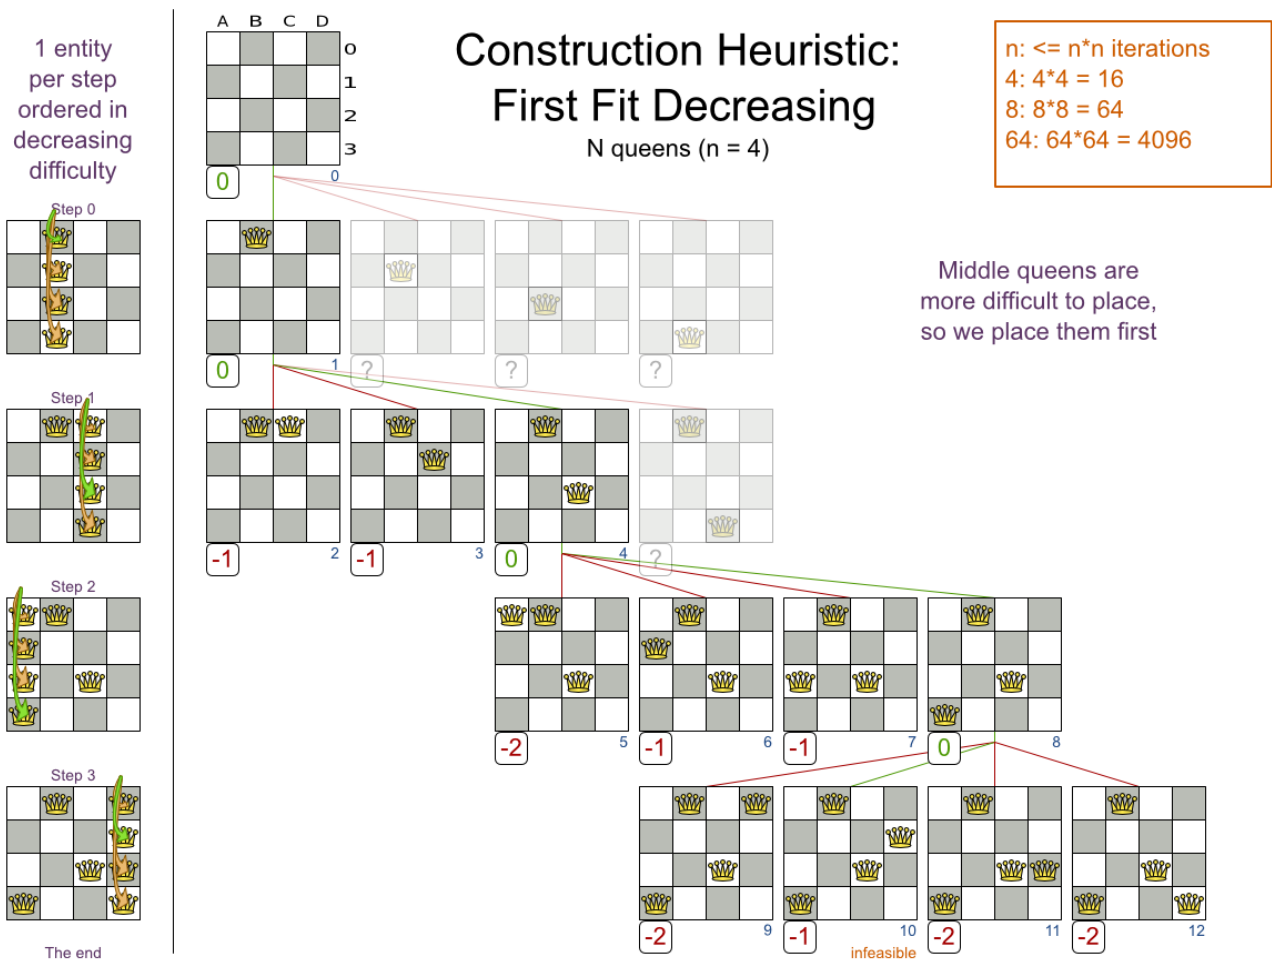 A B C D
0
1
2
3
0
0
Construction Heuristic:
First Fit Decreasing
N queens (n = 4)
n: <= n*n iterations
4: 4*4 = 16
8: 8*8 = 64
64: 64*64 = 4096
1 entity
per step
ordered in
decreasing
difficulty
Middle queens are
more difficult to place,
so we place them first
Step 0
0
1
?
?
?
Step 1
-1
2
-1
3
0
4
?
Step 2
-2
5
-1
6
-1
7
0
8
Step 3
-2
9
-1
10
-2
11
-2
12
infeasible
The end